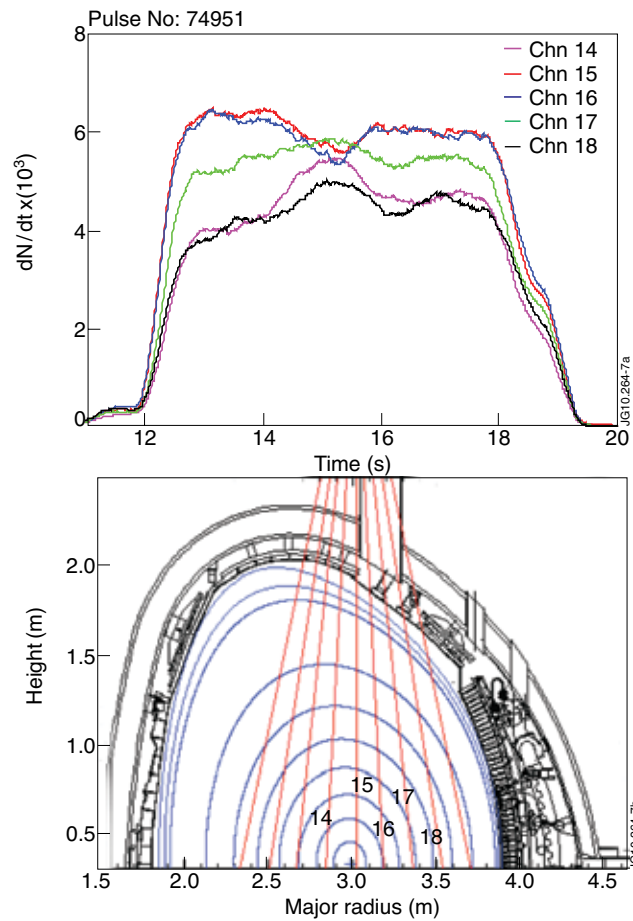 Pulse No: 74951
8
6
4
2
0
dN/dt x(10³)
Chn 14
Chn 15
Chn 16
Chn 17
Chn 18
12
14
16
18
20
Time (s)
JG10.264-7a
2.0
1.5
1.0
0.5
Height (m)
15
17
14
16
18
1.5
2.0
2.5
3.0
3.5
4.0
4.5
Major radius (m)